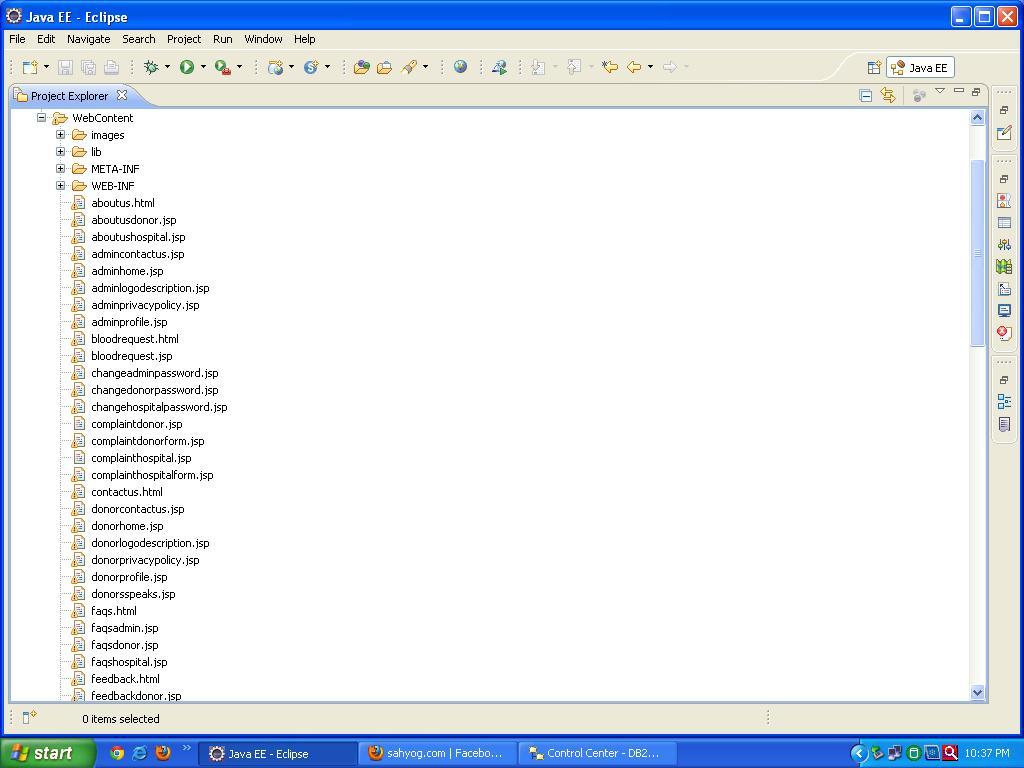 Java EE - Eclipse
File Edit Navigate Search Project Run Window Help
Java EE
Project Explorer
WebContent
images
lib
META-INF
WEB-INF
aboutus.html
aboutusdonor.jsp
aboutushospital.jsp
admincontactus.jsp
adminhome.jsp
adminlogodescription.jsp
adminprivacypolicy.jsp
adminprofile.jsp
bloodrequest.html
bloodrequest.jsp
changeadminpassword.jsp
changedonorpassword.jsp
changehospitalpassword.jsp
complaintdonor.jsp
complaintdonorform.jsp
complainthospital.jsp
complainthospitalform.jsp
contactus.html
donorcontactus.jsp
donorhome.jsp
donorlogodescription.jsp
donorprivacypolicy.jsp
donorprofile.jsp
donorsspeaks.jsp
faqs.html
faqsadmin.jsp
faqsdonor.jsp
faqshospital.jsp
feedback.html
feedbackdonor.jsp
0 items selected
start Java EE - Eclipse sahyog.com | Facebo... Control Center - DB2... 10:37 PM